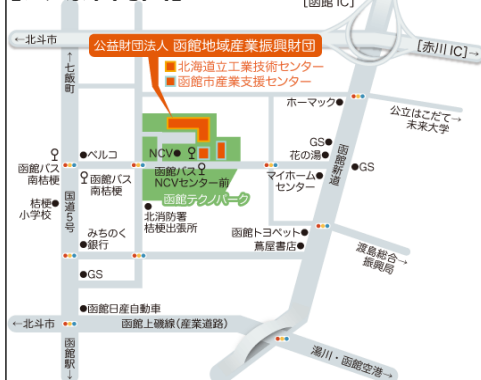 [函館IC]
←北斗市
七飯町
公益財団法人 函館地域産業振興財団
[赤川IC]→
北海道立工業技術センター
函館市産業支援センター
ホーマック
公立はこだて→
未来大学
ベルコ
NCV
GS
花の湯
函館新道
GS
函館バス
南桔梗
函館バス
南桔梗
函館バス
NCVセンター前
マイホーム
センター
函館テクノパーク
桔梗
小学校
国道5号
北消防署
桔梗出張所
みちのく
銀行
函館トヨペット
蔦屋書店
渡島総合→
振興局
GS
函館日産自動車
←北斗市
函館上磯線(産業道路)
函館駅→
湯川・函館空港→